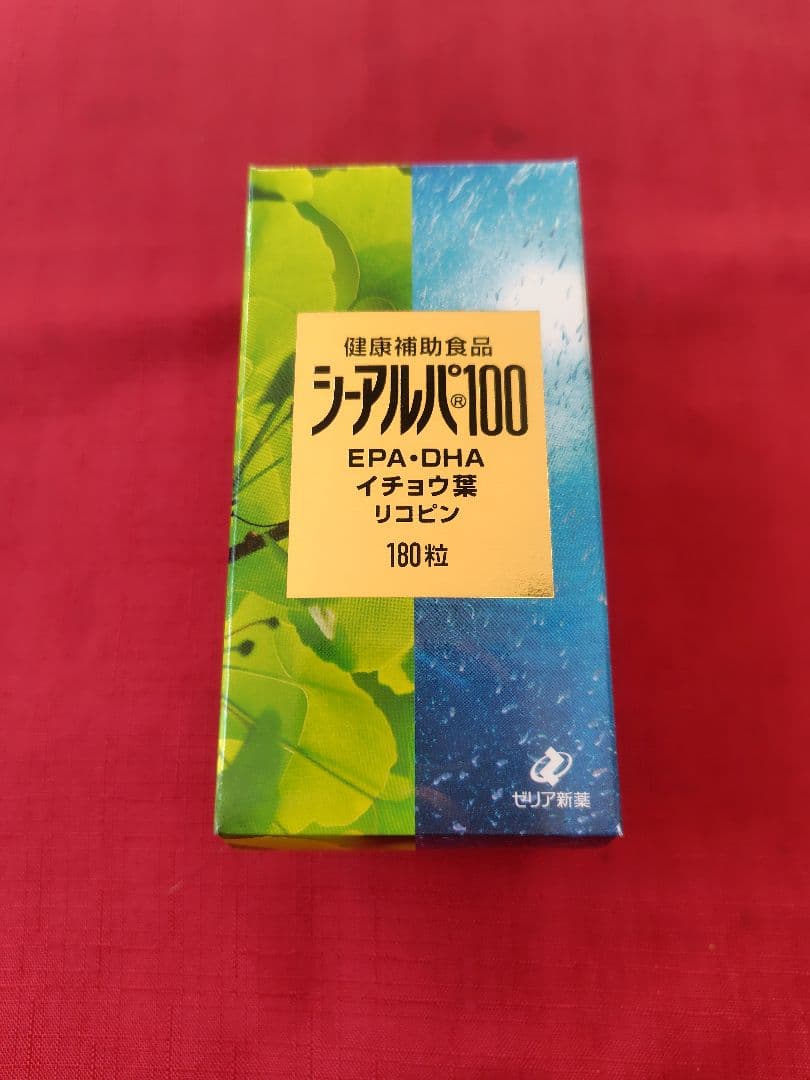 健康補助食品
シーアルパ®100
EPA・DHA
イチョウ葉
リコピン
180粒
ゼリア新薬